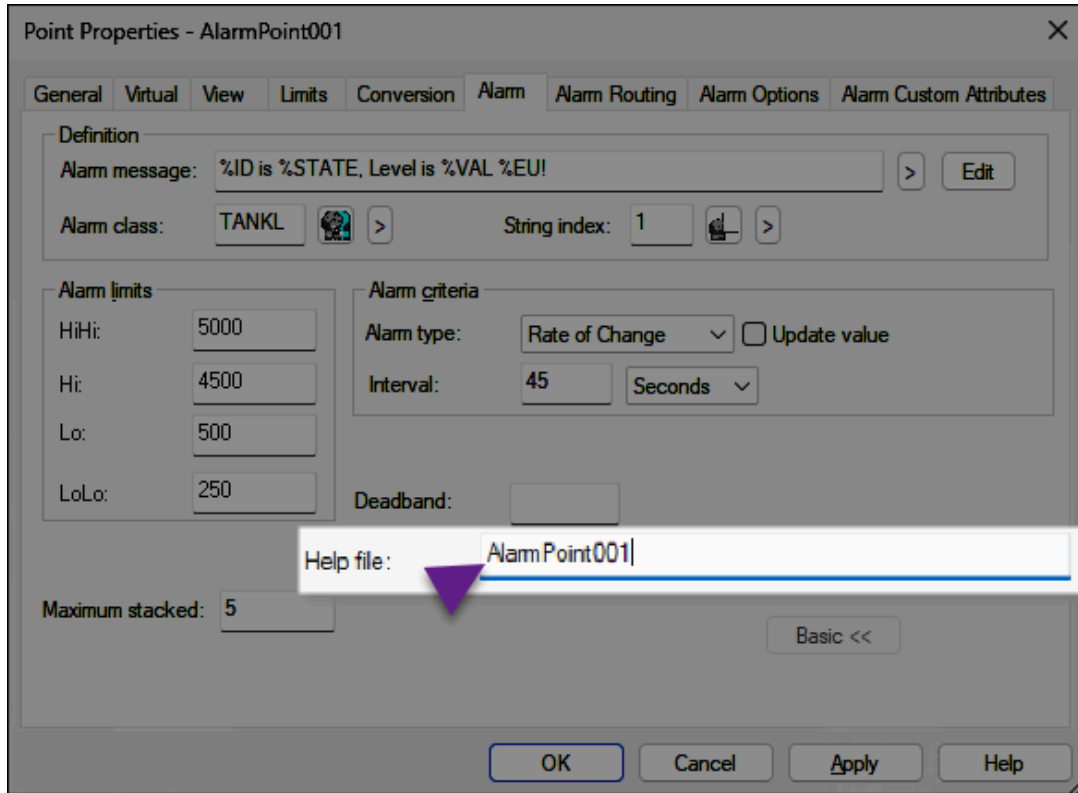 Point Properties - AlarmPoint001
General Virtual View Limits Conversion Alarm Alarm Routing Alarm Options Alarm Custom Attributes
Definition
Alarm message: %ID is %STATE, Level is %VAL %EU! > Edit
Alarm class: TANKL > String index: 1 >
Alarm limits Alarm criteria
HiHi: 5000 Alarm type: Rate of Change Update value
Hi: 4500 Interval: 45 Seconds
Lo: 500
LoLo: 250 Deadband:
Help file: AlarmPoint001
Maximum stacked: 5
Basic <<
OK Cancel Apply Help